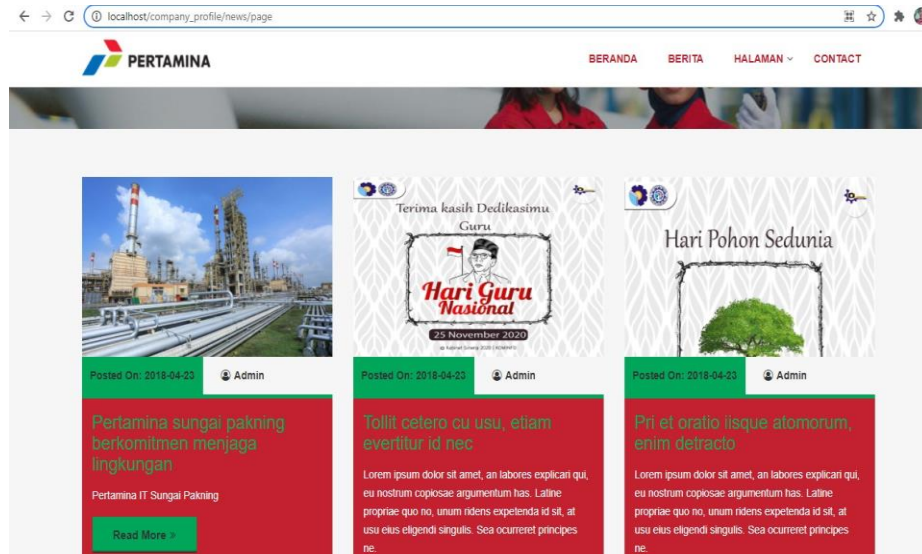 localhost/company_profile/news/page
PERTAMINA
BERANDA BERITA HALAMAN CONTACT
Terima kasih Dedikasimu
Guru
Hari Guru
Nasional
25 November 2020
Hari Pohon Sedunia
Posted On: 2018-04-23 Admin
Posted On: 2018-04-23 Admin
Posted On: 2018-04-23 Admin
Pertamina sungai pakning
berkomitmen menjaga
lingkungan
Pertamina IT Sungai Pakning
Read More »
Tollit cetero cu usu, etiam
evertitur id nec
Lorem ipsum dolor sit amet, an labores explicari qui,
eu nostrum copiosae argumentum has. Latine
propriae quo no, unum ridens expetenda id sit, at
usu eius eligendi singulis. Sea ocurreret principes
ne.
Pri et oratio iisque atomorum,
enim detracto
Lorem ipsum dolor sit amet, an labores explicari qui,
eu nostrum copiosae argumentum has. Latine
propriae quo no, unum ridens expetenda id sit, at
usu eius eligendi singulis. Sea ocurreret principes
ne.